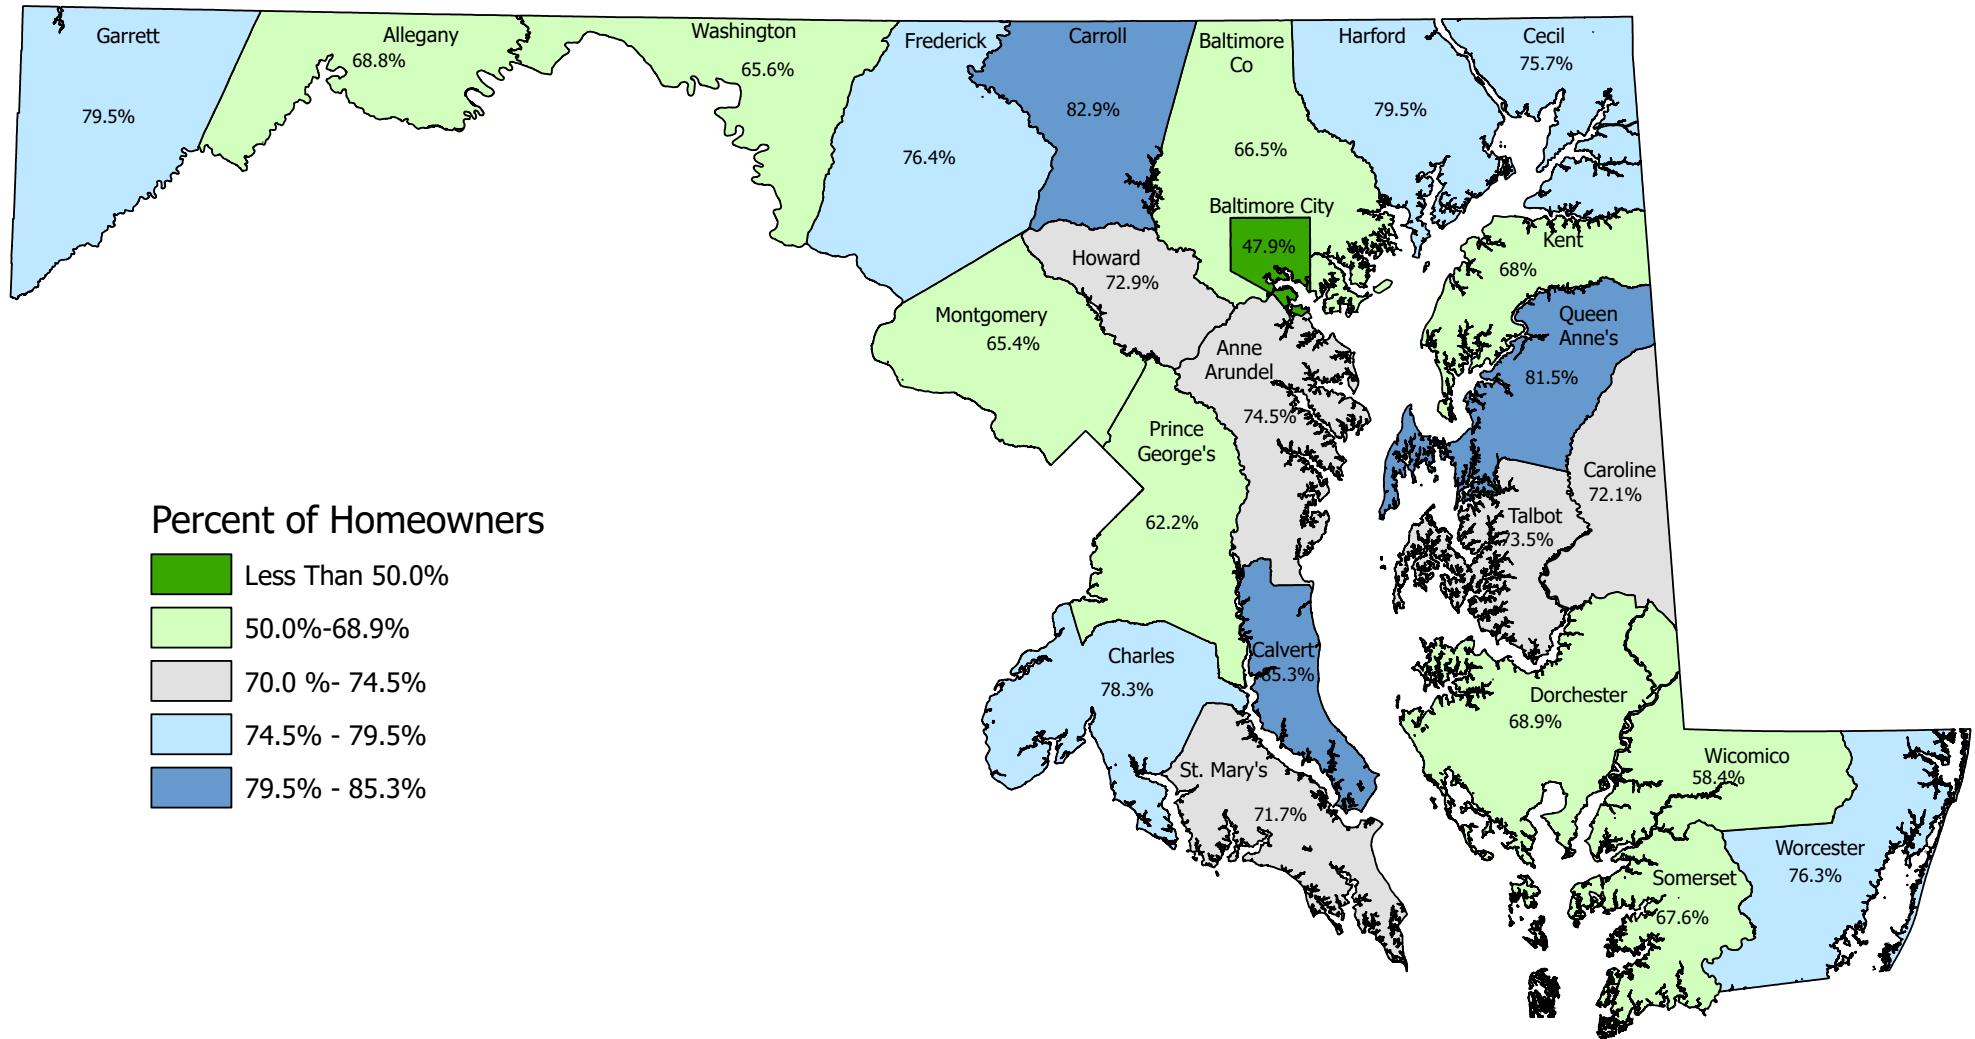 Garrett
79.5%
Allegany
68.8%
Washington
65.6%
Frederick
76.4%
Carroll
82.9%
Baltimore
Co
66.5%
Harford
79.5%
Cecil
75.7%
Baltimore City
47.9%
Kent
68%
Howard
72.9%
Montgomery
65.4%
Anne
Arundel
74.5%
Queen
Anne's
81.5%
Prince
George's
62.2%
Caroline
72.1%
Talbot
73.5%
Percent of Homeowners
Less Than 50.0%
50.0%-68.9%
70.0 %- 74.5%
74.5% - 79.5%
79.5% - 85.3%
Charles
78.3%
Calvert
85.3%
Dorchester
68.9%
St. Mary's
71.7%
Wicomico
58.4%
Worcester
76.3%
Somerset
67.6%